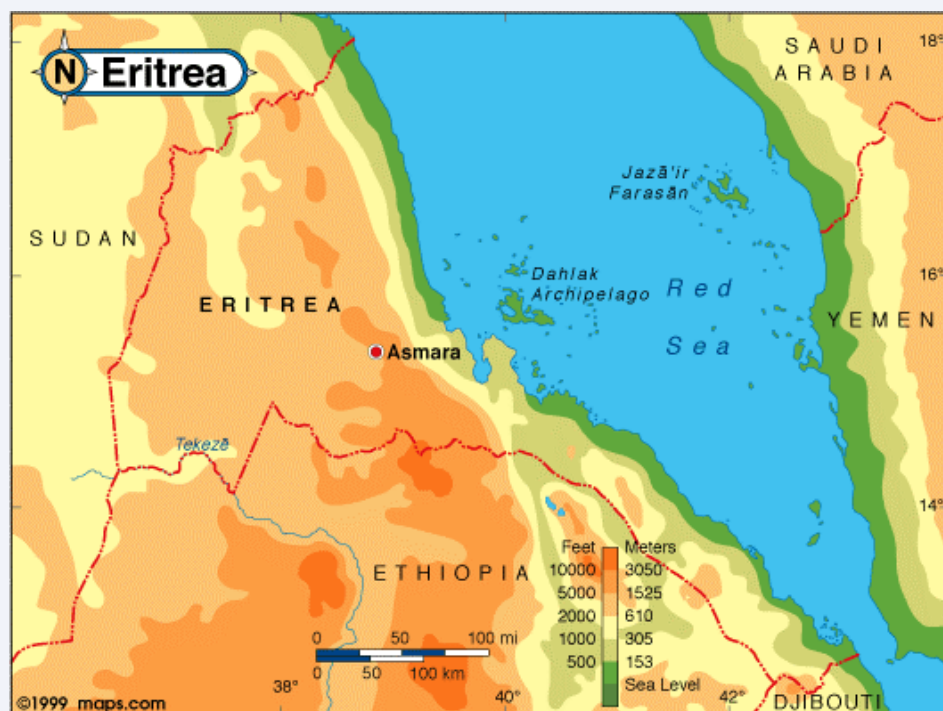 N Eritrea
SAUDI
ARABIA
18°
Jazā'ir
Farasān
SUDAN
Dahlak
Archipelago
Red
Sea
16°
ERITREA
YEMEN
Asmara
Tekezē
14°
Feet Meters
10000 3050
5000 1525
2000 610
1000 305
500 153
Sea Level
ETHIOPIA
0 50 100 mi
0 50 100 km
38° 40° 42°
DJIBOUTI
©1999 maps.com